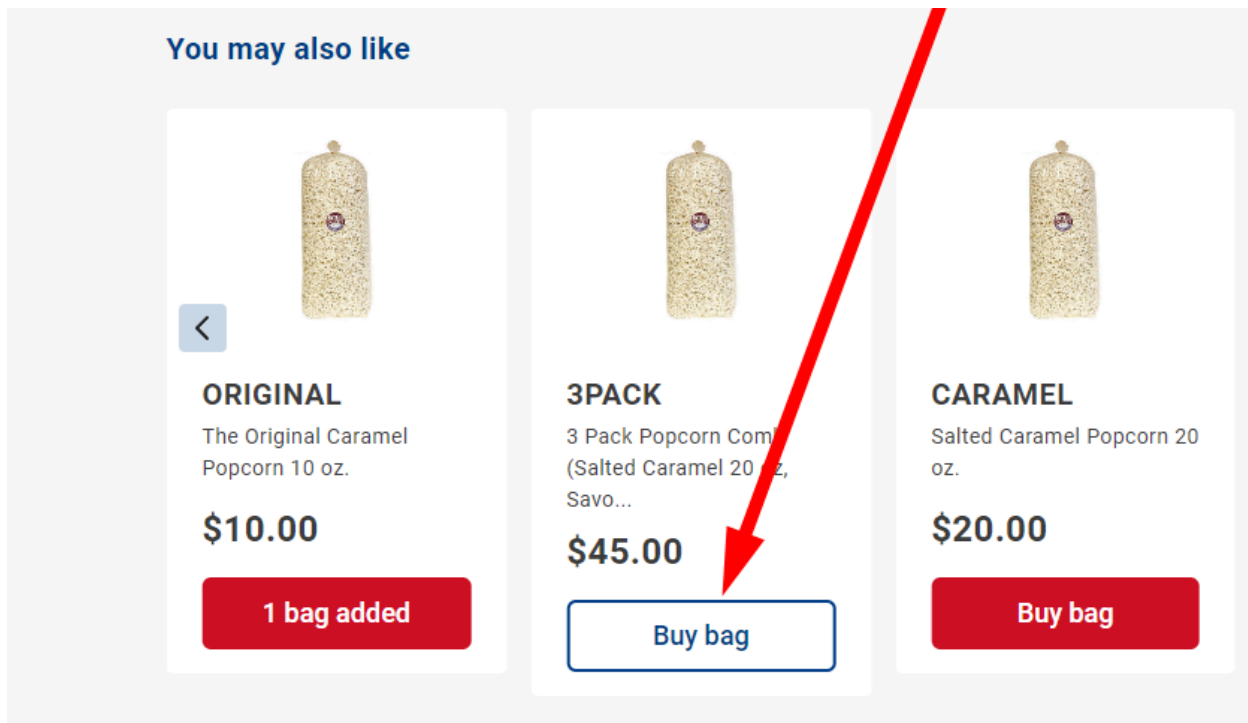 You may also like
ORIGINAL
The Original Caramel
Popcorn 10 oz.
$10.00
1 bag added
3PACK
3 Pack Popcorn
(Salted Caramel 20
Savo...
$45.00
Buy bag
CARAMEL
Salted Caramel Popcorn 20
oz.
$20.00
Buy bag